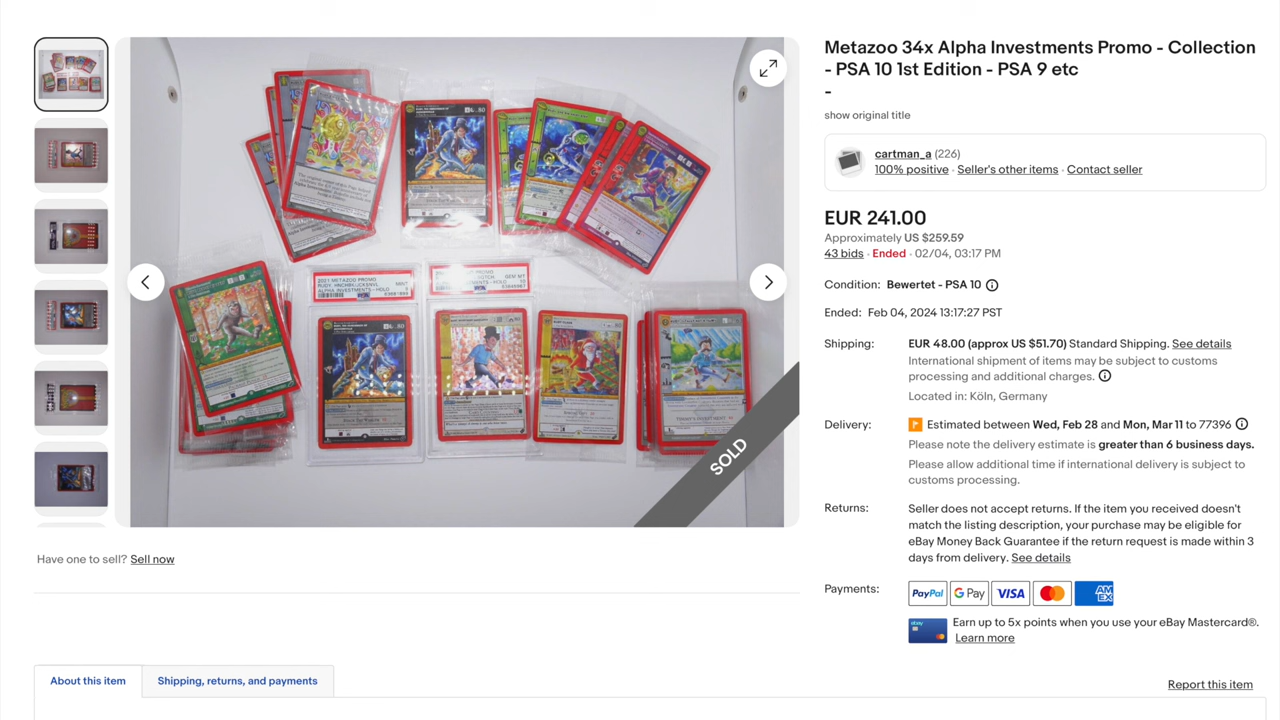 Metazoo 34x Alpha Investments Promo - Collection
- PSA 10 1st Edition - PSA 9 etc
-
show original title
cartman_a (226)
100% positive · Seller's other items · Contact seller
EUR 241.00
Approximately US $259.59
43 bids · Ended · 02/04, 03:17 PM
Condition: Bewertet - PSA 10
Ended: Feb 04, 2024 13:17:27 PST
Shipping: EUR 48.00 (approx US $51.70) Standard Shipping. See details
International shipment of items may be subject to customs
processing and additional charges.
Located in: Köln, Germany
Delivery: Estimated between Wed, Feb 28 and Mon, Mar 11 to 77396
Please note the delivery estimate is greater than 6 business days.
Please allow additional time if international delivery is subject to
customs processing.
Returns: Seller does not accept returns. If the item you received doesn't
match the listing description, your purchase may be eligible for
eBay Money Back Guarantee if the return request is made within 3
days from delivery. See details
Payments: PayPal G Pay VISA AM EX
ebay
Earn up to 5x points when you use your eBay Mastercard®.
Learn more
2021 METAZOO PROMO
ALPHA INVESTMENTS-HOLO
GEM MT
SOLD
Have one to sell? Sell now
About this item
Shipping, returns, and payments
Report this item